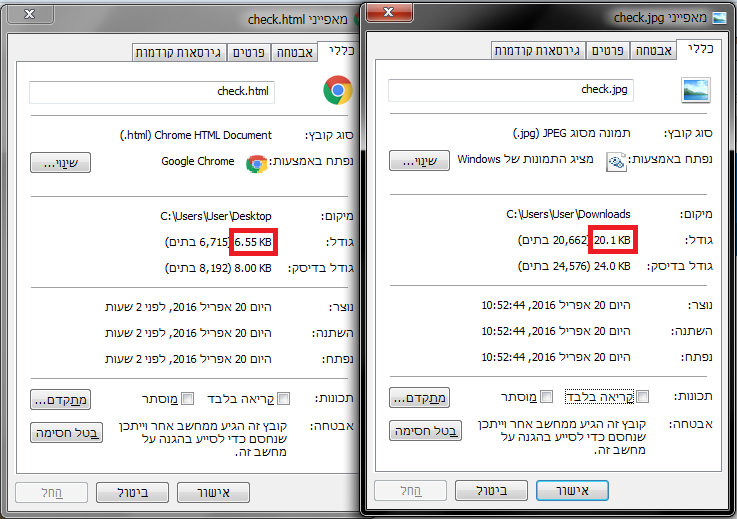 מאפייני check.html
כללי אבטחה פרטים גירסאות קודמות
check.html
סוג קובץ: Chrome HTML Document (.html)
נפתח באמצעות: Google Chrome שינוי...
מיקום: C:\Users\User\Desktop
גודל: 6.55 KB (6,715 בתים)
גודל בדיסק: 8.00 KB (8,192 בתים)
נוצר: היום 20 אפריל 2016, לפני 2 שעות
השתנה: היום 20 אפריל 2016, לפני 2 שעות
נפתח: היום 20 אפריל 2016, לפני 2 שעות
תכונות: קריאה בלבד מוסתר מתקדם...
אבטחה: קובץ זה הגיע ממחשב אחר וייתכן
שנחסם כדי לסייע בהגנה על
מחשב זה.
בטל חסימה
אישור ביטול החל
מאפייני check.jpg
כללי אבטחה פרטים גירסאות קודמות
check.jpg
סוג קובץ: תמונה מסוג JPEG (.jpg)
נפתח באמצעות: מציג התמונות של Windows שינוי...
מיקום: C:\Users\User\Downloads
גודל: 20.1 KB (20,662 בתים)
גודל בדיסק: 24.0 KB (24,576 בתים)
נוצר: היום 20 אפריל 2016, 10:52:44
השתנה: היום 20 אפריל 2016, 10:52:44
נפתח: היום 20 אפריל 2016, 10:52:44
תכונות: קריאה בלבד מוסתר מתקדם...
אבטחה: קובץ זה הגיע ממחשב אחר וייתכן
שנחסם כדי לסייע בהגנה על
מחשב זה.
בטל חסימה
אישור ביטול החל